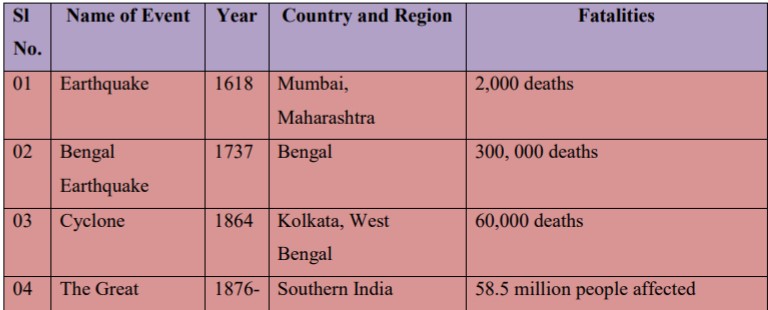 Sl Name of Event Year Country and Region Fatalities
No.
01 Earthquake 1618 Mumbai, 2,000 deaths
Maharashtra
02 Bengal 1737 Bengal 300, 000 deaths
Earthquake
03 Cyclone 1864 Kolkata, West 60,000 deaths
Bengal
04 The Great 1876- Southern India 58.5 million people affected